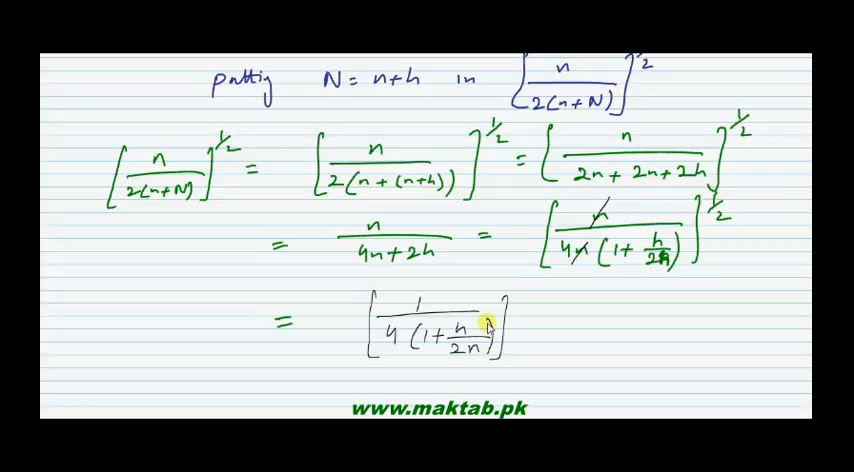 putting N = n+h in [n/2(n+N)]^1/2
[n/2(n+N)]^1/2 = [n/2(n+(n+h))]^1/2 = [n/2n+2n+2h]^1/2
= n/4n+2h = [n/4n(1+h/2n)]^1/2
= [1/4(1+h/2n)]
www.maktab.pk